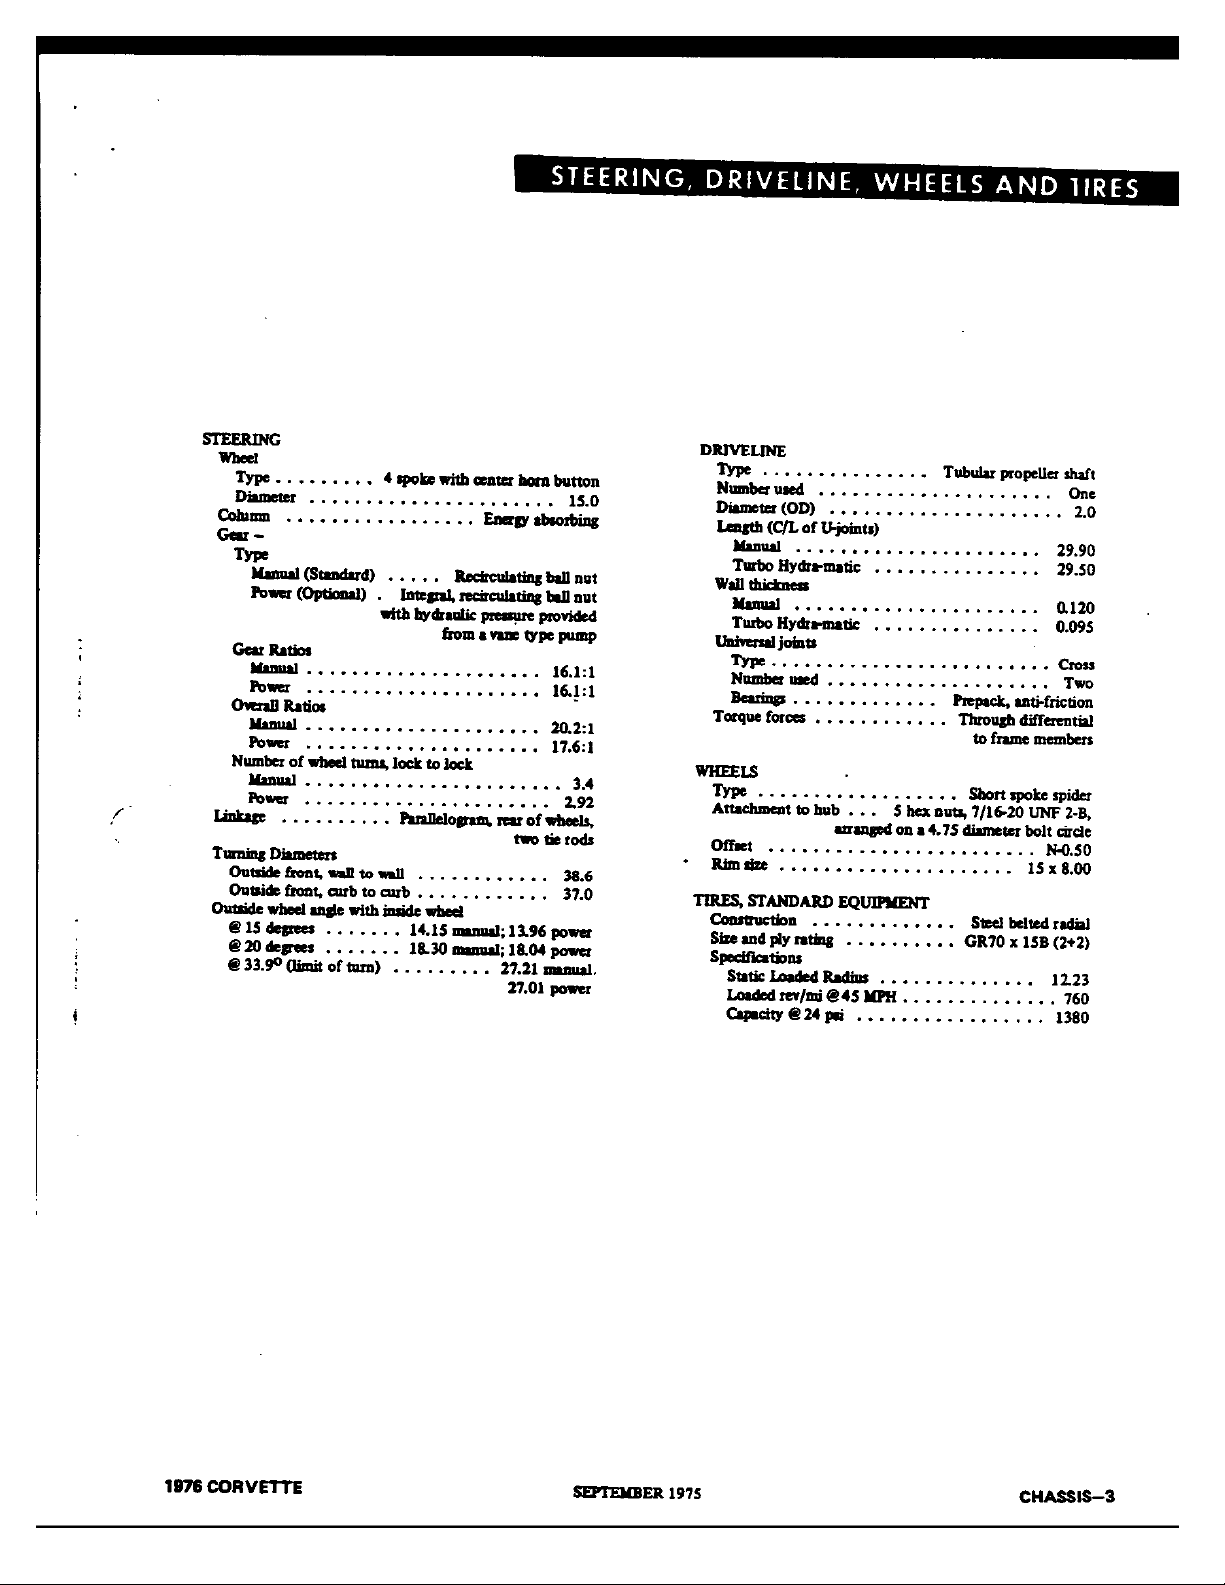 STEERING, DRIVELINE, WHEELS AND TIRES
STEERING
Wheel
Type . . . . . . . . . 4 spoke with center horn button
Diameter . . . . . . . . . . . . . . . . . . . . . . 15.0
Column . . . . . . . . . . . . . . . . . Energy absorbing
Gear –
Type
Manual (Standard) . . . . . Recirculating ball nut
Power (Optional) . Integral, recirculating ball nut
with hydraulic pressure provided
from a vane type pump
Gear Ratios
Manual . . . . . . . . . . . . . . . . . . . . . 16.1:1
Power . . . . . . . . . . . . . . . . . . . . . 16.1:1
Overall Ratios
Manual . . . . . . . . . . . . . . . . . . . . . 20.2:1
Power . . . . . . . . . . . . . . . . . . . . . 17.6:1
Number of wheel turns, lock to lock
Manual . . . . . . . . . . . . . . . . . . . . . . . 3.4
Power . . . . . . . . . . . . . . . . . . . . . . 2.92
Linkage . . . . . . . . . . Parallelogram, rear of wheels,
two tie rods
Turning Diameters
Outside front, wall to wall . . . . . . . . . . . . 38.6
Outside front, curb to curb . . . . . . . . . . . . 37.0
Outside wheel angle with inside wheel
@ 15 degrees . . . . . . . 14.15 manual; 13.96 power
@ 20 degrees . . . . . . . 18.30 manual; 18.04 power
@ 33.9º (limit of turn) . . . . . . . . . 27.21 manual.
27.01 power
DRIVELINE
Type . . . . . . . . . . . . . . . Tubular propeller shaft
Number used . . . . . . . . . . . . . . . . . . . . . One
Diameter (OD) . . . . . . . . . . . . . . . . . . . . . 2.0
Length (C/L of U-joints)
Manual . . . . . . . . . . . . . . . . . . . . . . 29.90
Turbo Hydra-matic . . . . . . . . . . . . . . . 29.50
Wall thickness
Manual . . . . . . . . . . . . . . . . . . . . . . 0.120
Turbo Hydra-matic . . . . . . . . . . . . . . . 0.095
Universal joints
Type . . . . . . . . . . . . . . . . . . . . . . . . . Cross
Number used . . . . . . . . . . . . . . . . . . . . Two
Bearings . . . . . . . . . . . . . Prepack, anti-friction
Torque forces . . . . . . . . . . . . Through differential
to frame members
WHEELS
Type . . . . . . . . . . . . . . . . . . Short spoke spider
Attachment to hub . . . 5 hex nuts, 7/16-20 UNF 2-B,
arranged on a 4.75 diameter bolt circle
Offset . . . . . . . . . . . . . . . . . . . . . . . . N-0.50
Rim size . . . . . . . . . . . . . . . . . . . . . 15 x 8.00
TIRES, STANDARD EQUIPMENT
Construction . . . . . . . . . . . . . Steel belted radial
Size and ply rating . . . . . . . . . . GR70 x 15B (2+2)
Specifications
Static Loaded Radius . . . . . . . . . . . . . . 12.23
Loaded rev/mi @ 45 MPH . . . . . . . . . . . . . . 760
Capacity @ 24 psi . . . . . . . . . . . . . . . . . 1380
1976 CORVETTE
SEPTEMBER 1975
CHASSIS–3